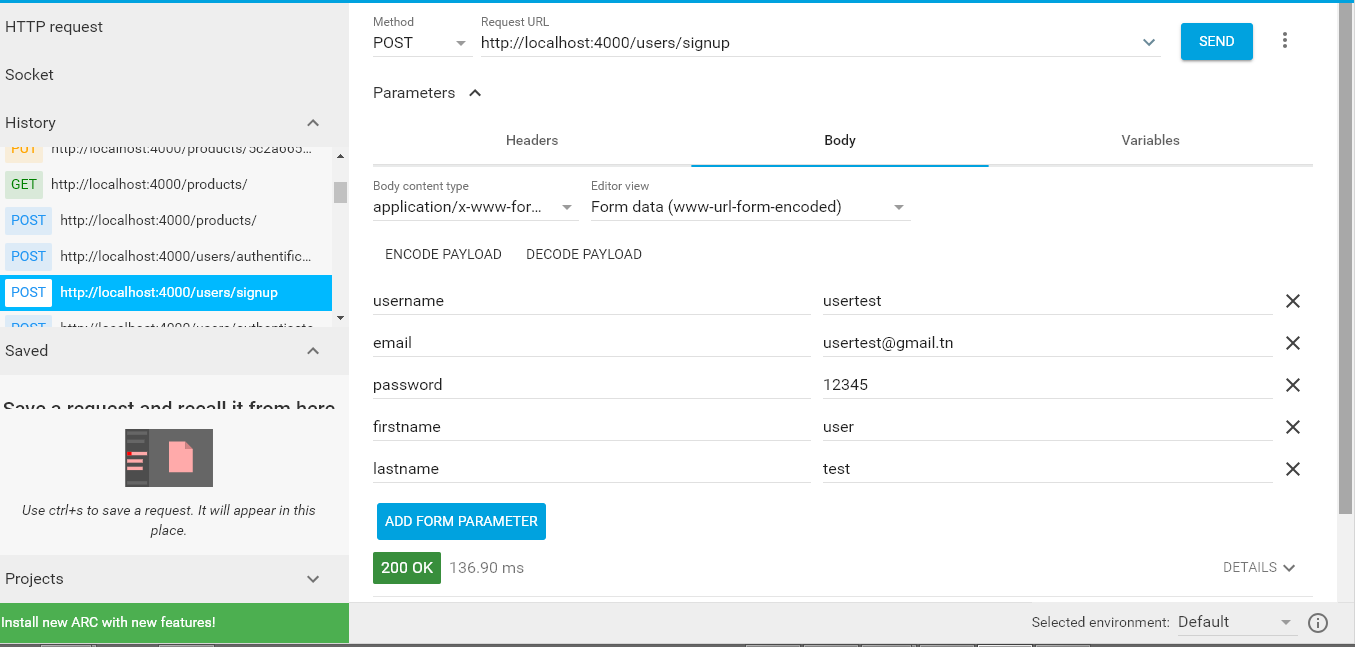 HTTP request
Socket
History
PUT http://localhost:4000/products/5c2a665...
GET http://localhost:4000/products/
POST http://localhost:4000/products/
POST http://localhost:4000/users/authentific...
POST http://localhost:4000/users/signup
POST http://localhost:4000/users/authenticate
Saved
Save a request and recall it from here
Use ctrl+s to save a request. It will appear in this
place.
Projects
Install new ARC with new features!
Method
Request URL
POST
http://localhost:4000/users/signup
SEND
Parameters
Headers
Body
Variables
Body content type
Editor view
application/x-www-for...
Form data (www-url-form-encoded)
ENCODE PAYLOAD
DECODE PAYLOAD
username usertest
email usertest@gmail.tn
password 12345
firstname user
lastname test
ADD FORM PARAMETER
200 OK 136.90 ms
DETAILS
Selected environment: Default